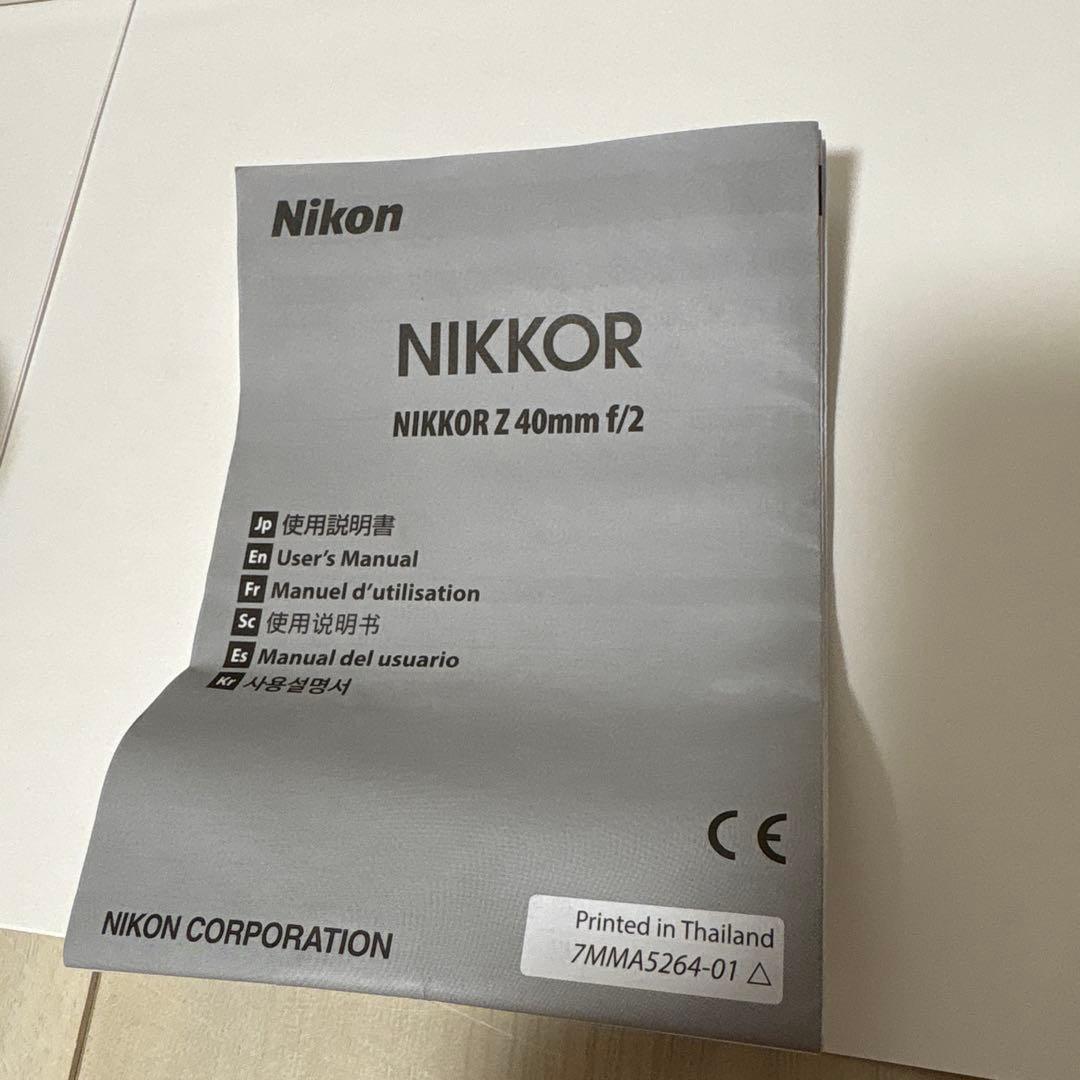 Nikon
NIKKOR
NIKKOR Z 40mm f/2
Jp 使用説明書
En User's Manual
Fr Manuel d'utilisation
Sc 使用说明书
Es Manual del usuario
Kr 사용설명서
CE
NIKON CORPORATION
Printed in Thailand
7MMA5264-01 △